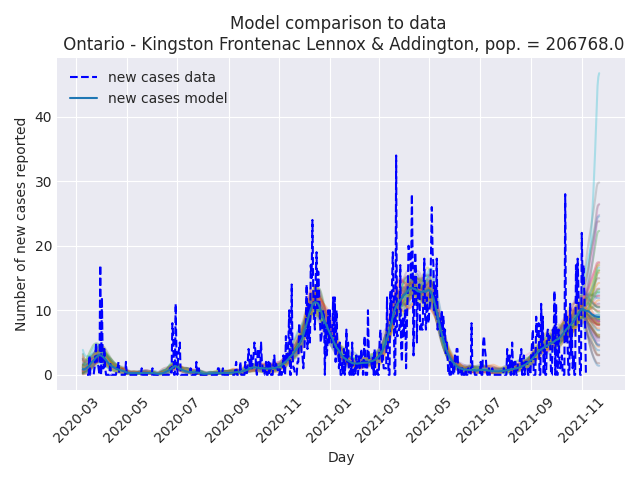 Model comparison to data
Ontario - Kingston Frontenac Lennox & Addington, pop. = 206768.0
new cases data
new cases model
Number of new cases reported
40
30
20
10
0
2020-03
2020-05
2020-07
2020-09
2020-11
2021-01
2021-03
2021-05
2021-07
2021-09
2021-11
Day